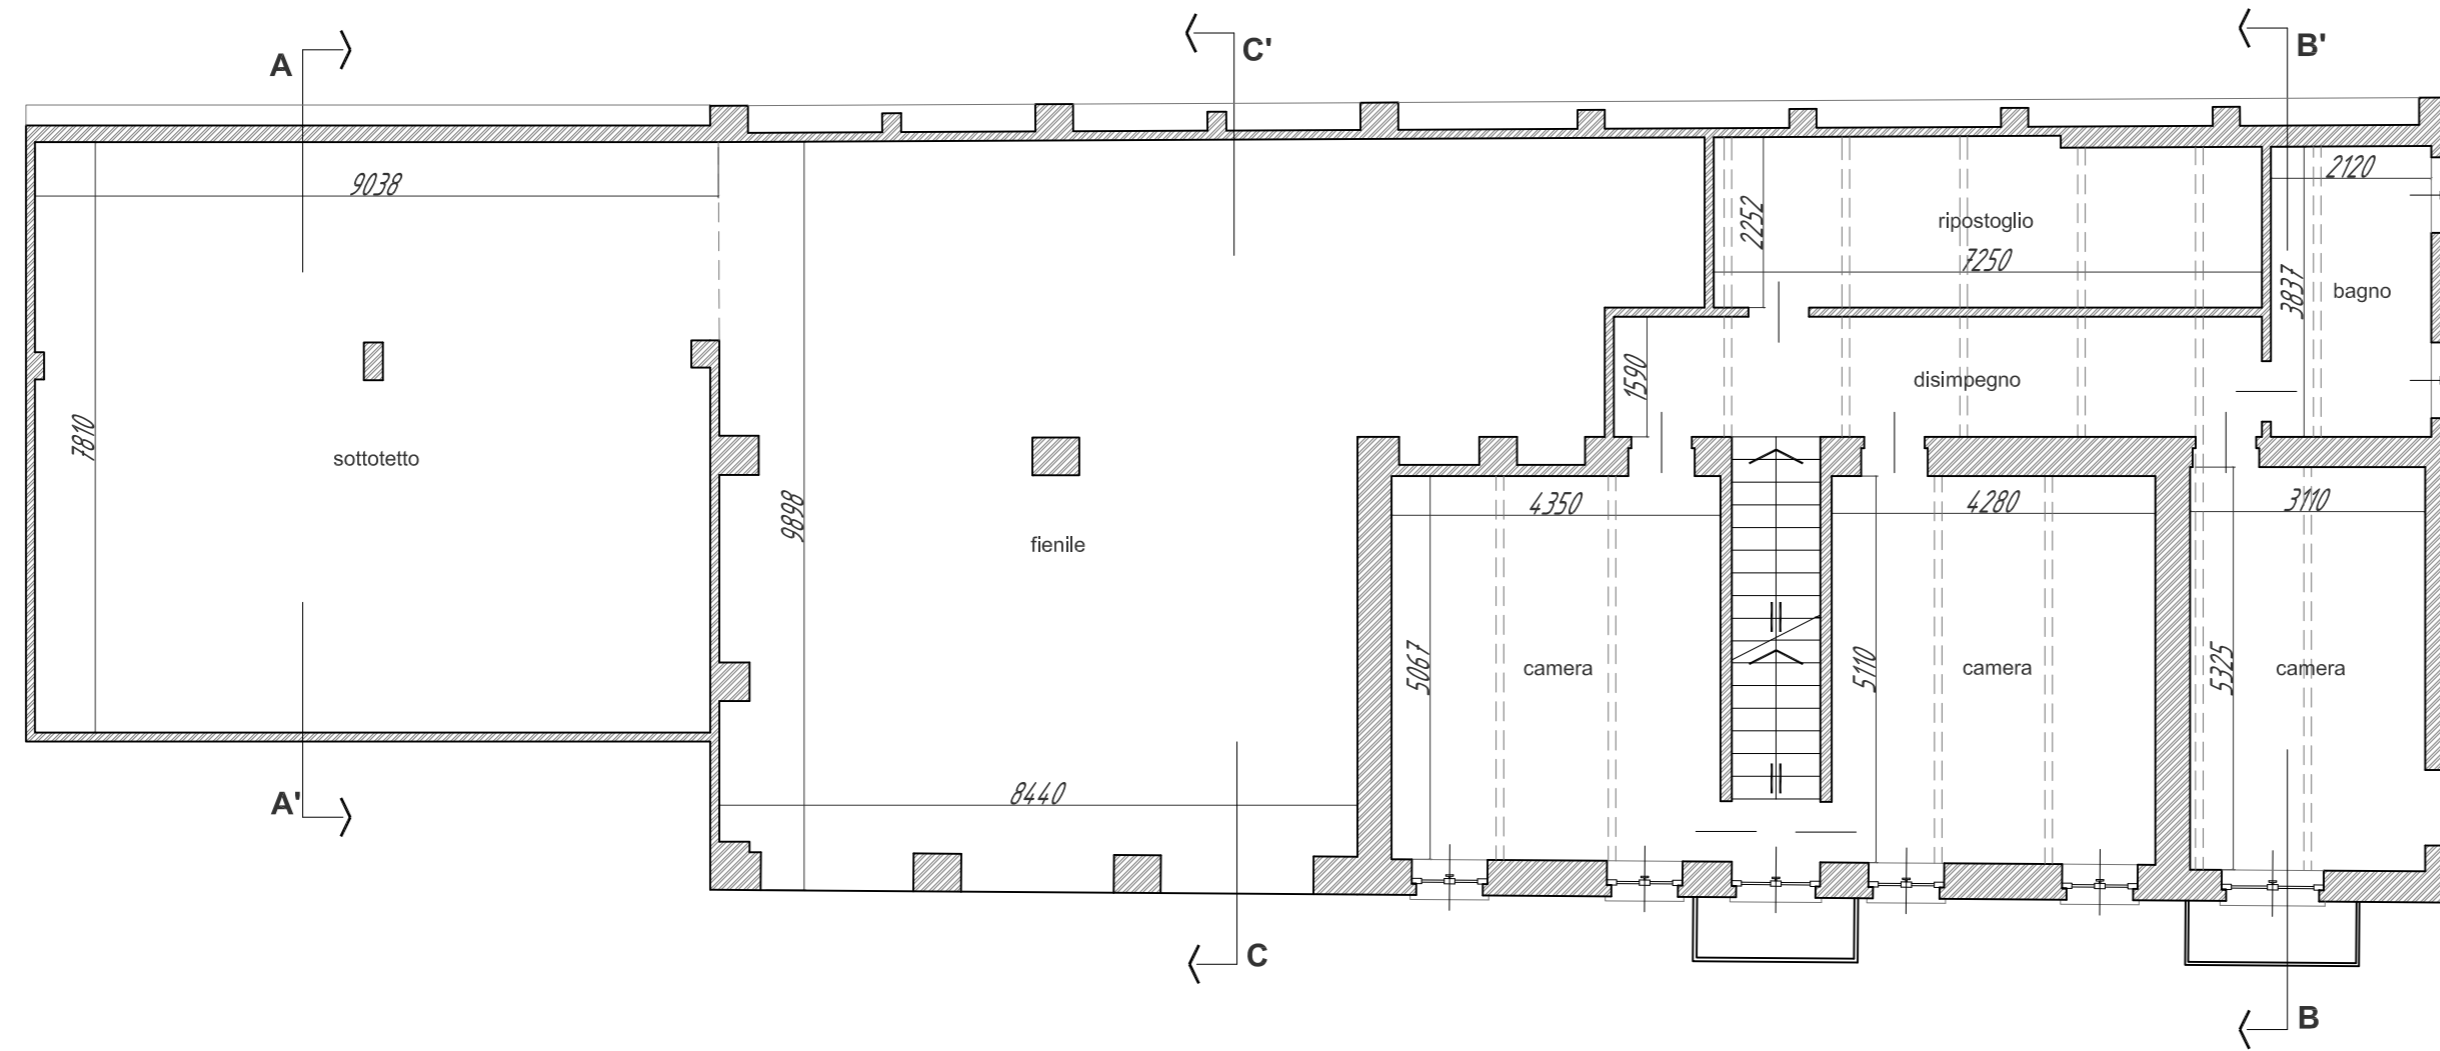 A
C'
B'
9038
2120
2252
ripostoglio
7250
3837
bagno
1590
disimpegno
7810
sottotetto
9898
fienile
4350
4280
3110
5067
camera
5110
camera
5325
camera
8440
A'
C
B